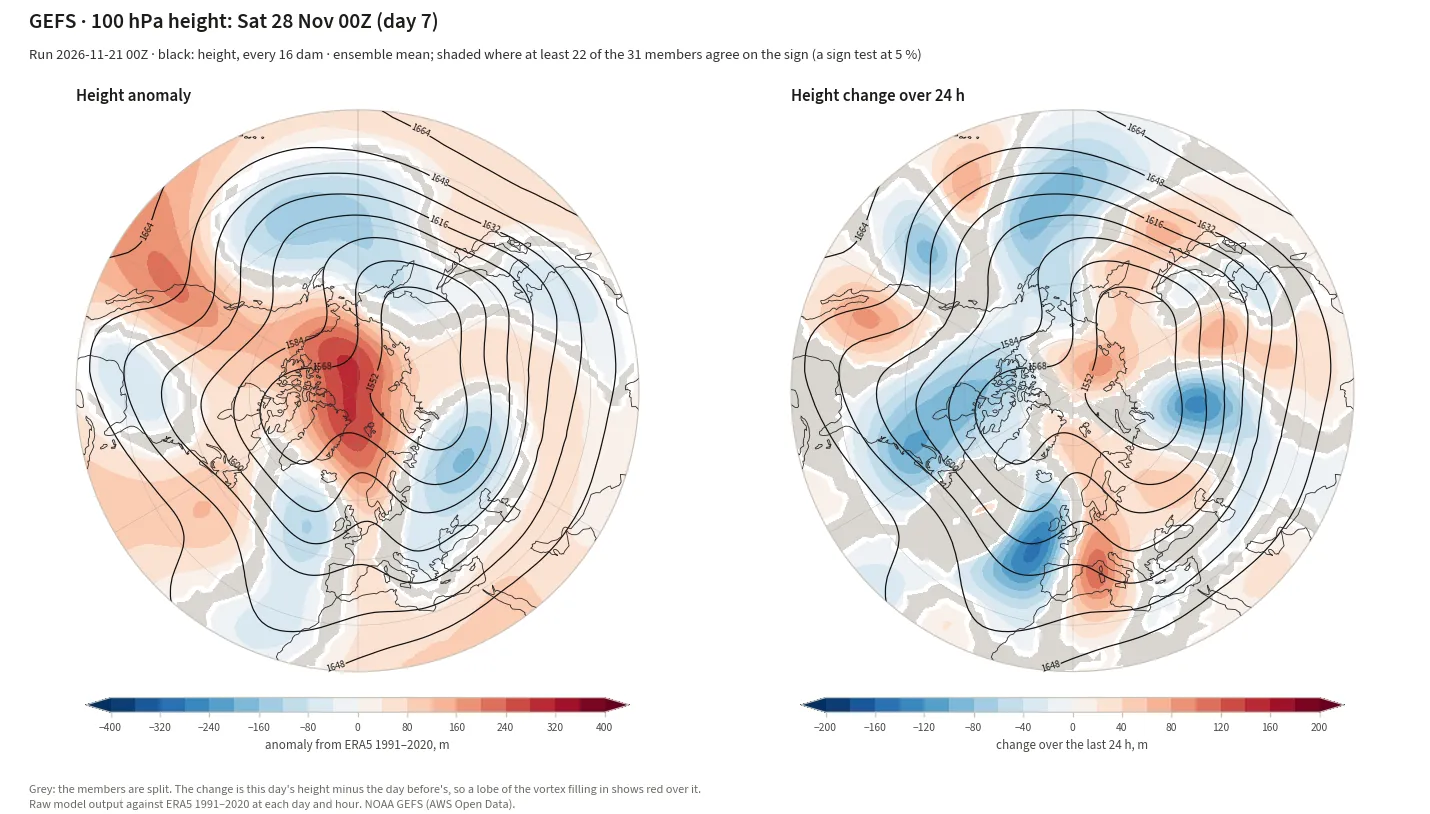 GEFS · 100 hPa height: Sat 28 Nov 00Z (day 7)
Run 2026-11-21 00Z · black: height, every 16 dam · ensemble mean; shaded where at least 22 of the 31 members agree on the sign (a sign test at 5 %)
Height anomaly
Height change over 24 h
1664
1648
1616
1632
1664
1584
1568
1552
1600
1648
1664
1648
1616
1632
1664
1584
1568
1552
1600
1648
−400 −320 −240 −160 −80 0 80 160 240 320 400
anomaly from ERA5 1991–2020, m
−200 −160 −120 −80 −40 0 40 80 120 160 200
change over the last 24 h, m
Grey: the members are split. The change is this day's height minus the day before's, so a lobe of the vortex filling in shows red over it.
Raw model output against ERA5 1991–2020 at each day and hour. NOAA GEFS (AWS Open Data).